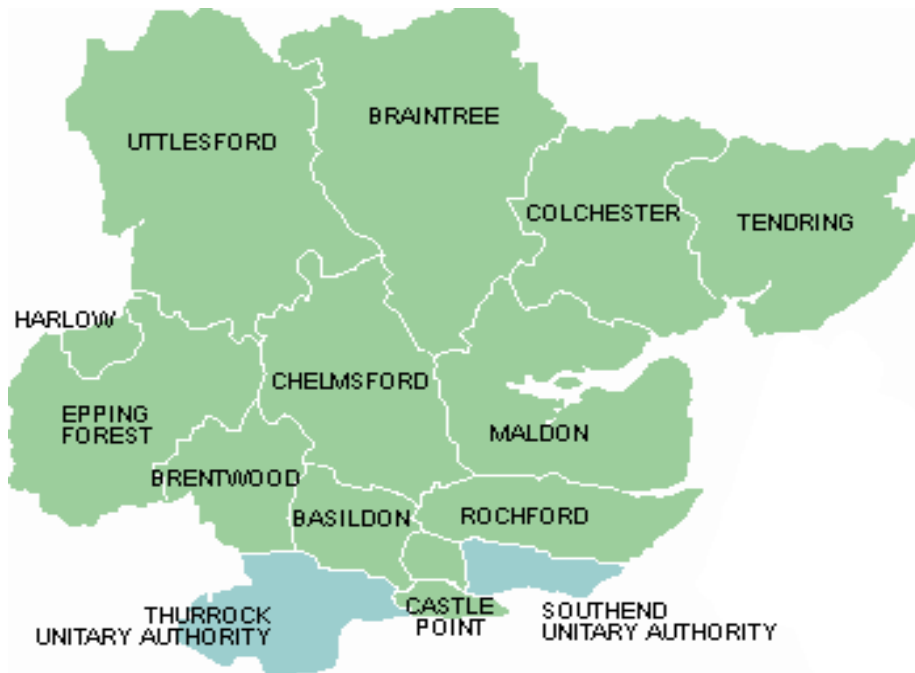 BRAINTREE
UTTLESFORD
COLCHESTER
TENDRING
HARLOW
CHELMSFORD
EPPING
FOREST
MALDON
BRENTWOOD
BASILDON
ROCHFORD
THURROCK
UNITARY AUTHORITY
CASTLE
POINT
SOUTHEND
UNITARY AUTHORITY